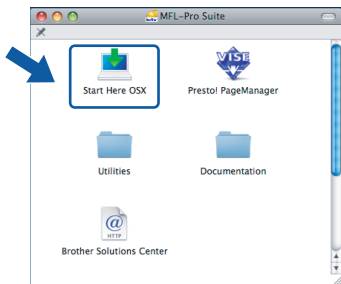 MFL-Pro Suite
VISE
Start Here OSX
Presto! PageManager
Utilities
Documentation
@
HTTP
Brother Solutions Center